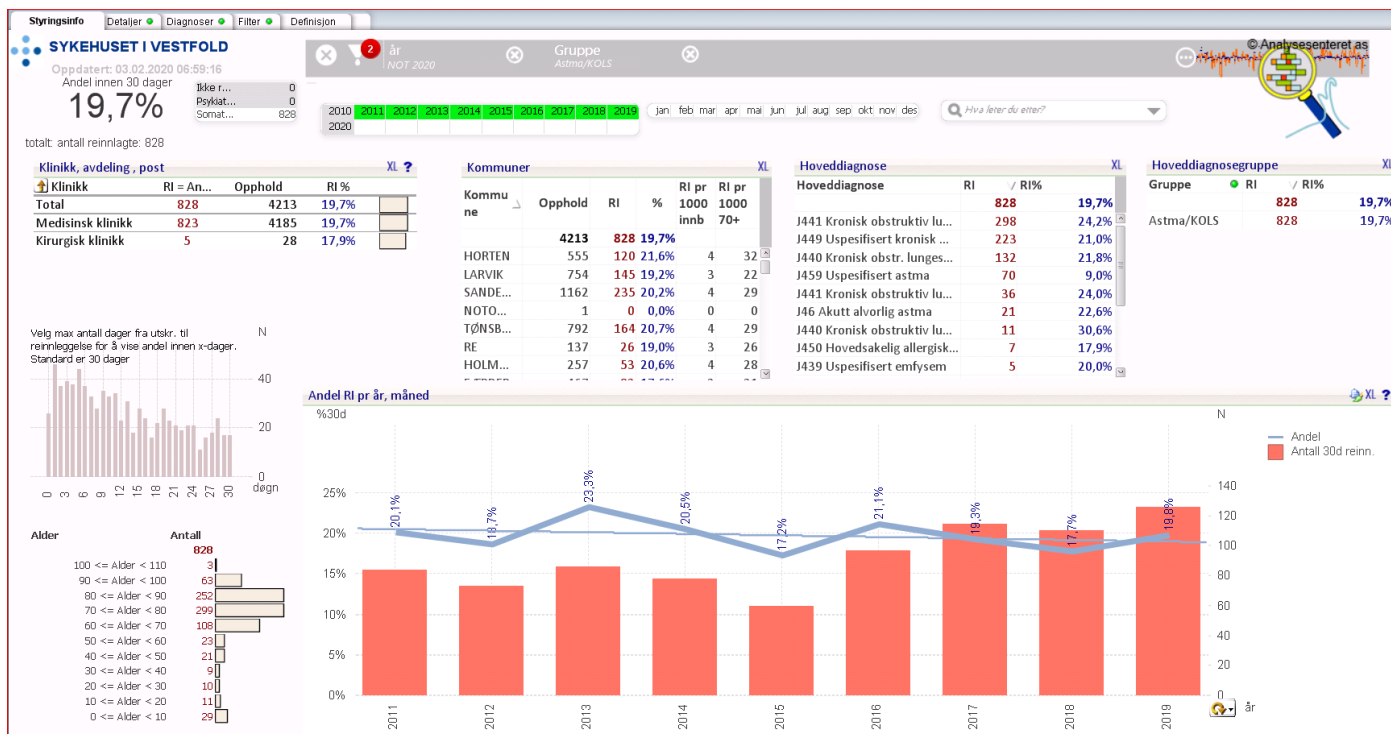 Styringsinfo Detaljer Diagnoser Filter Definisjon
SYKEHUSET I VESTFOLD
Oppdatert: 03.02.2020 06:59:16
Andel innen 30 dager
19,7%
Ikke r... 0
Psykiat... 0
Somat... 828
totalt: antall reinnlagte: 828
2
år
NOT 2020
Gruppe
Astma/KOLS
© Analysesenteret as
2010 2011 2012 2013 2014 2015 2016 2017 2018 2019
2020
jan feb mar apr mai jun jul aug sep okt nov des
Hva leter du etter?
Klinikk, avdeling , post XL ?
Klinikk RI = An... Opphold RI %
Total 828 4213 19,7%
Medisinsk klinikk 823 4185 19,7%
Kirurgisk klinikk 5 28 17,9%
Kommuner XL
Kommu ne Opphold RI % RI pr 1000 innb RI pr 1000 70+
4213 828 19,7%
HORTEN 555 120 21,6% 4 32
LARVIK 754 145 19,2% 3 22
SANDE... 1162 235 20,2% 4 29
NOTO... 1 0 0,0% 0 0
TØNSB... 792 164 20,7% 4 29
RE 137 26 19,0% 3 26
HOLM... 257 53 20,6% 4 28
Hoveddiagnose XL
Hoveddiagnose RI / RI%
828 19,7%
J441 Kronisk obstruktiv lu... 298 24,2%
J449 Uspesifisert kronisk ... 223 21,0%
J440 Kronisk obstr. lunges... 132 21,8%
J459 Uspesifisert astma 70 9,0%
J441 Kronisk obstruktiv lu... 36 24,0%
J46 Akutt alvorlig astma 21 22,6%
J440 Kronisk obstruktiv lu... 11 30,6%
J450 Hovedsakelig allergisk... 7 17,9%
J439 Uspesifisert emfysem 5 20,0%
Hoveddiagnosegruppe XL
Gruppe RI / RI%
828 19,7%
Astma/KOLS 828 19,7%
Velg max antall dager fra utskr. til
reinnleggelse for å vise andel innen x-dager.
Standard er 30 dager
N
40
20
0
0 3 6 9 12 15 18 21 24 27 30 døgn
Alder Antall
828
100 <= Alder < 110 3
90 <= Alder < 100 63
80 <= Alder < 90 252
70 <= Alder < 80 299
60 <= Alder < 70 108
50 <= Alder < 60 23
40 <= Alder < 50 21
30 <= Alder < 40 9
20 <= Alder < 30 10
10 <= Alder < 20 11
0 <= Alder < 10 29
Andel RI pr år, måned XL ?
%30d N
Andel
Antall 30d reinn.
25%
20%
15%
10%
5%
0%
20,1% 18,7% 23,3% 20,5% 17,2% 21,1% 19,3% 17,7% 19,8%
140
120
100
80
60
40
20
0
2011 2012 2013 2014 2015 2016 2017 2018 2019 år